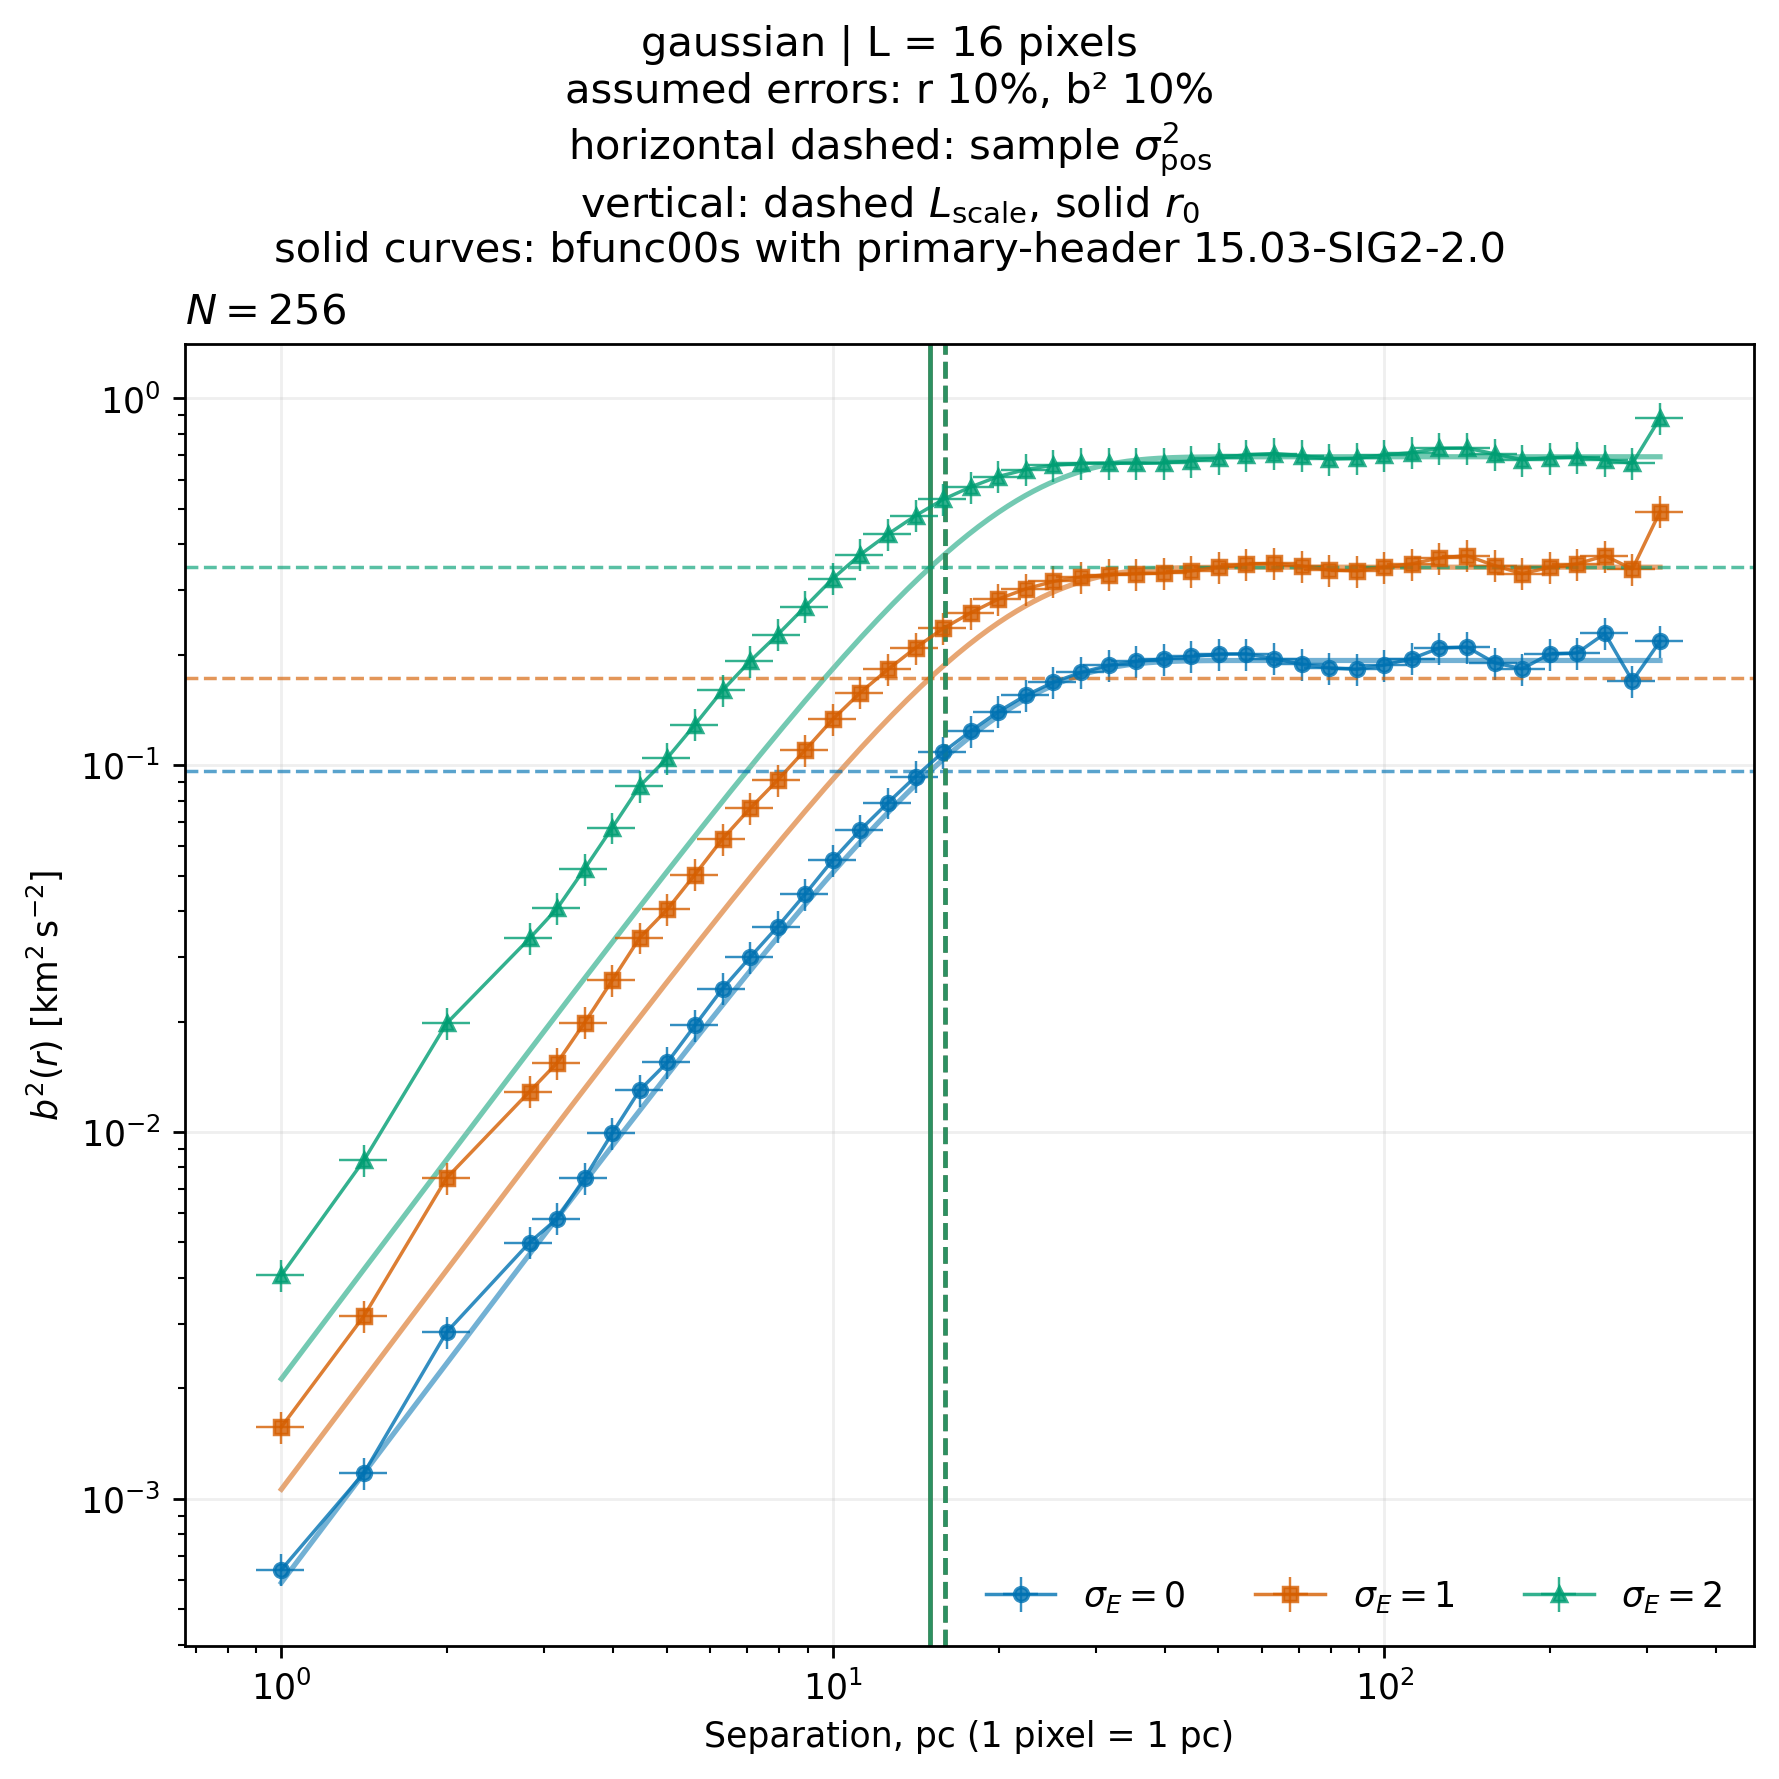 gaussian | L = 16 pixels
assumed errors: r 10%, b² 10%
horizontal dashed: sample σ²pos
vertical: dashed Lscale, solid r₀
solid curves: bfunc00s with primary-header 15.03-SIG2-2.0
N = 256
10⁰
10⁻¹
10⁻²
10⁻³
b²(r) [km² s⁻²]
σE = 0
σE = 1
σE = 2
10⁰ 10¹ 10²
Separation, pc (1 pixel = 1 pc)